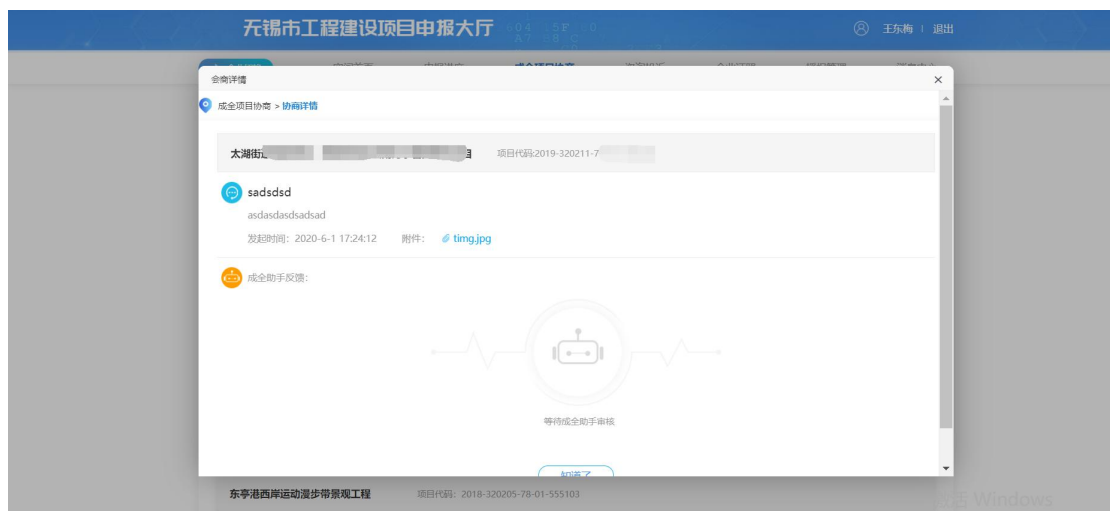 无锡市工程建设项目申报大厅
王东梅 | 退出
会商详情
成全项目协商 > 协商详情
太湖街 目 项目代码:2019-320211-7
sadsdsd
asdasdasdsadsad
发起时间: 2020-6-1 17:24:12 附件: timg.jpg
成全助手反馈:
等待成全助手审核
知道了
东亭港西岸运动漫步带景观工程 项目代码: 2018-320205-78-01-555103
Windows